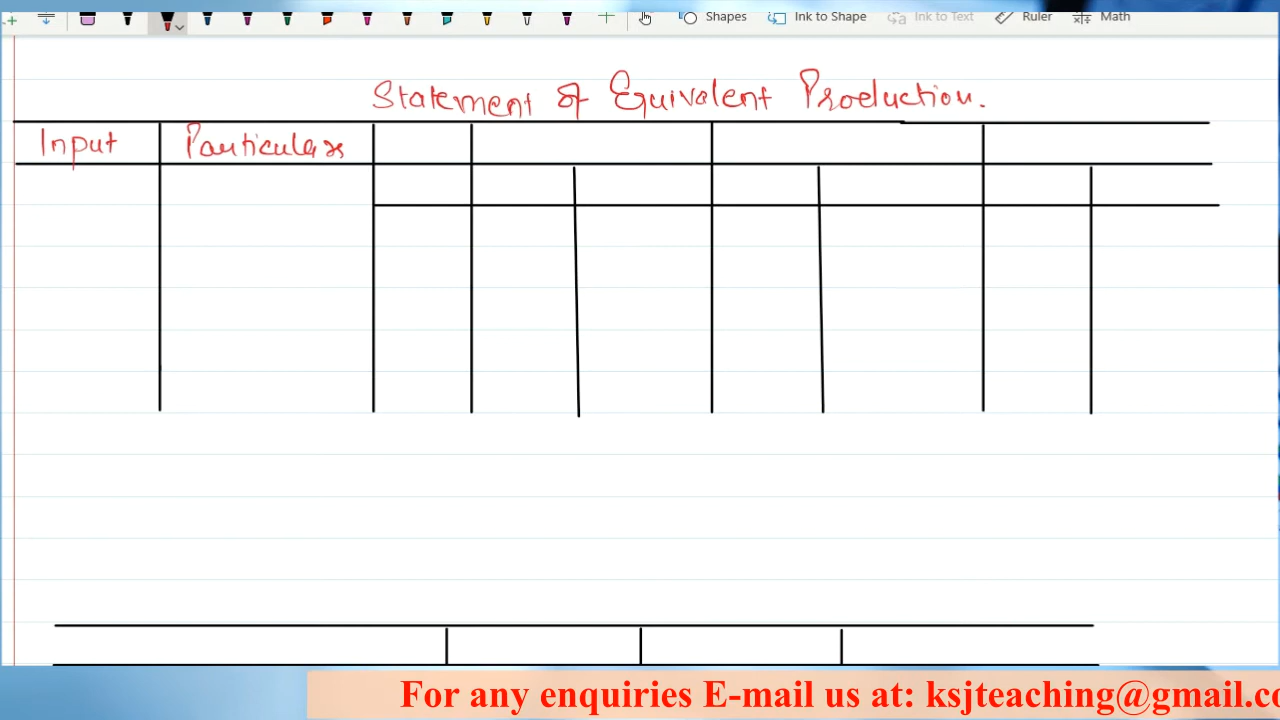 Shapes Ink to Shape Ink to Text Ruler Math
Statement of Equivalent Production.
Input Particulars
For any enquiries E-mail us at: ksjteaching@gmail.co